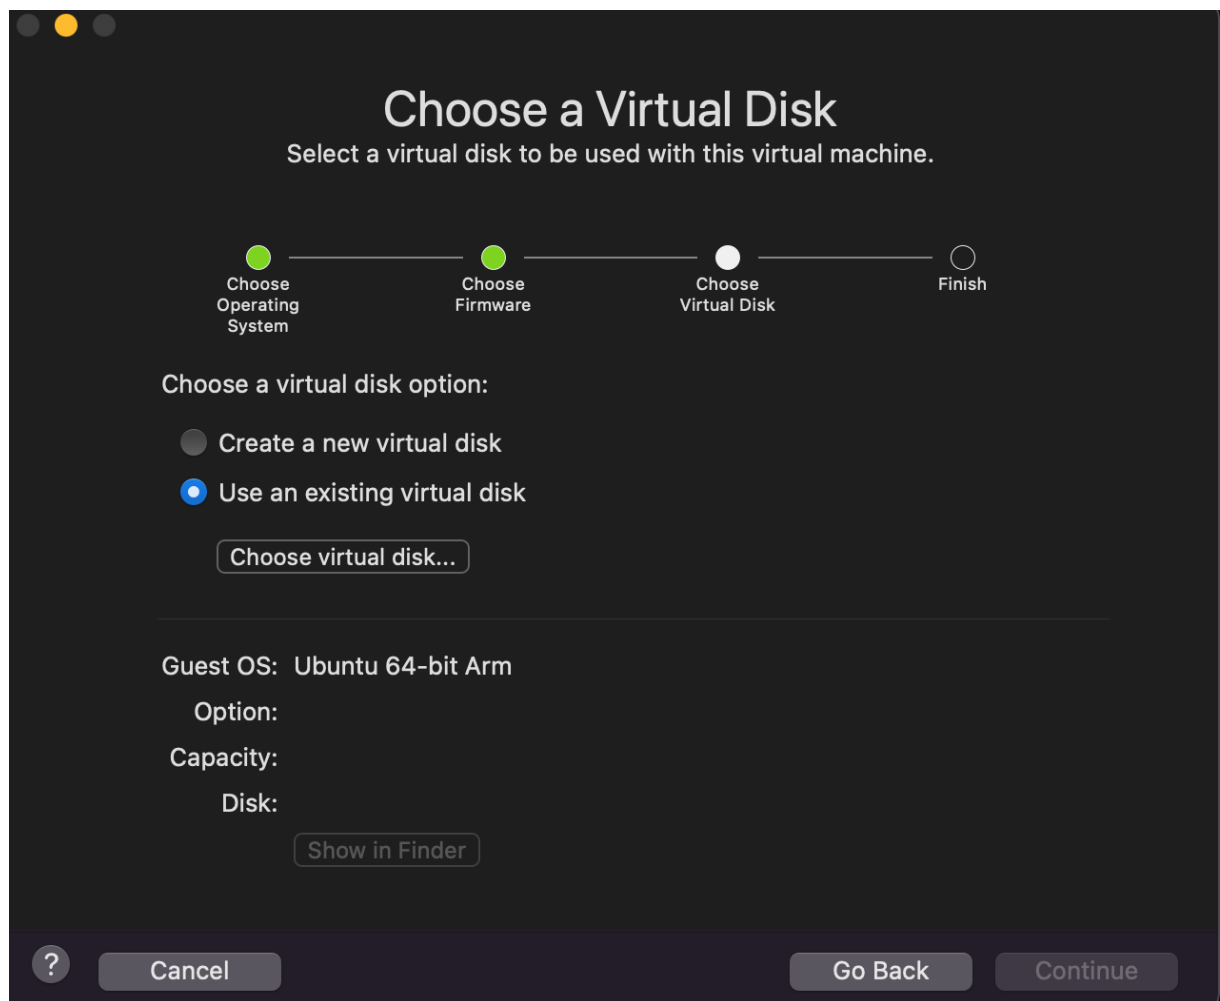 Choose a Virtual Disk
Select a virtual disk to be used with this virtual machine.
Choose
Operating
System
Choose
Firmware
Choose
Virtual Disk
Finish
Choose a virtual disk option:
Create a new virtual disk
Use an existing virtual disk
Choose virtual disk...
Guest OS: Ubuntu 64-bit Arm
Option:
Capacity:
Disk:
Show in Finder
? Cancel Go Back Continue